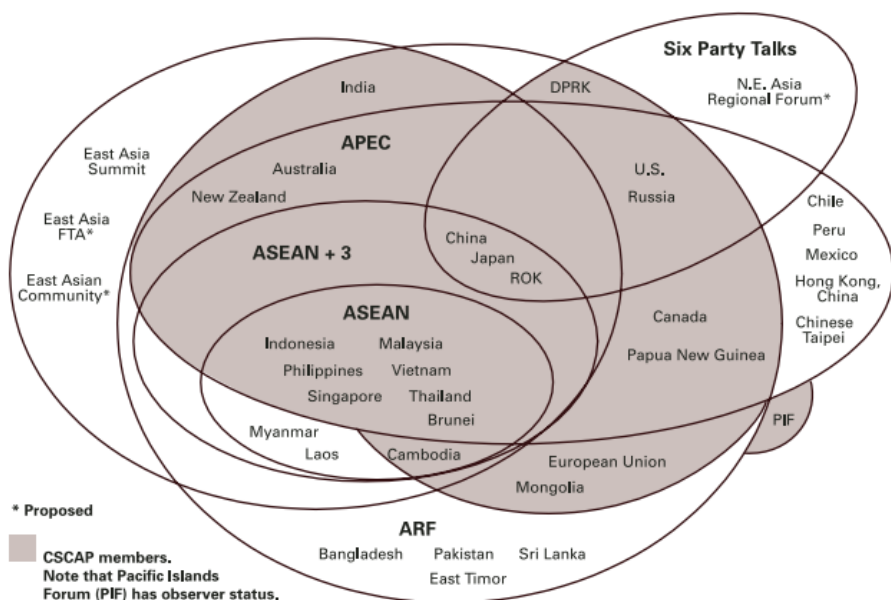 Six Party Talks
N.E. Asia
Regional Forum*
DPRK
India
APEC
East Asia
Summit
Australia
U.S.
New Zealand
Russia
Chile
East Asia
FTA*
Peru
China
ASEAN + 3
Japan
Mexico
East Asian
Community*
ROK
Hong Kong,
China
ASEAN
Canada
Chinese
Taipei
Indonesia
Malaysia
Papua New Guinea
Philippines
Vietnam
Singapore
Thailand
Brunei
PIF
Myanmar
Laos
Cambodia
European Union
Mongolia
* Proposed
ARF
Bangladesh
Pakistan
Sri Lanka
East Timor
CSCAP members.
Note that Pacific Islands
Forum (PIF) has observer status.